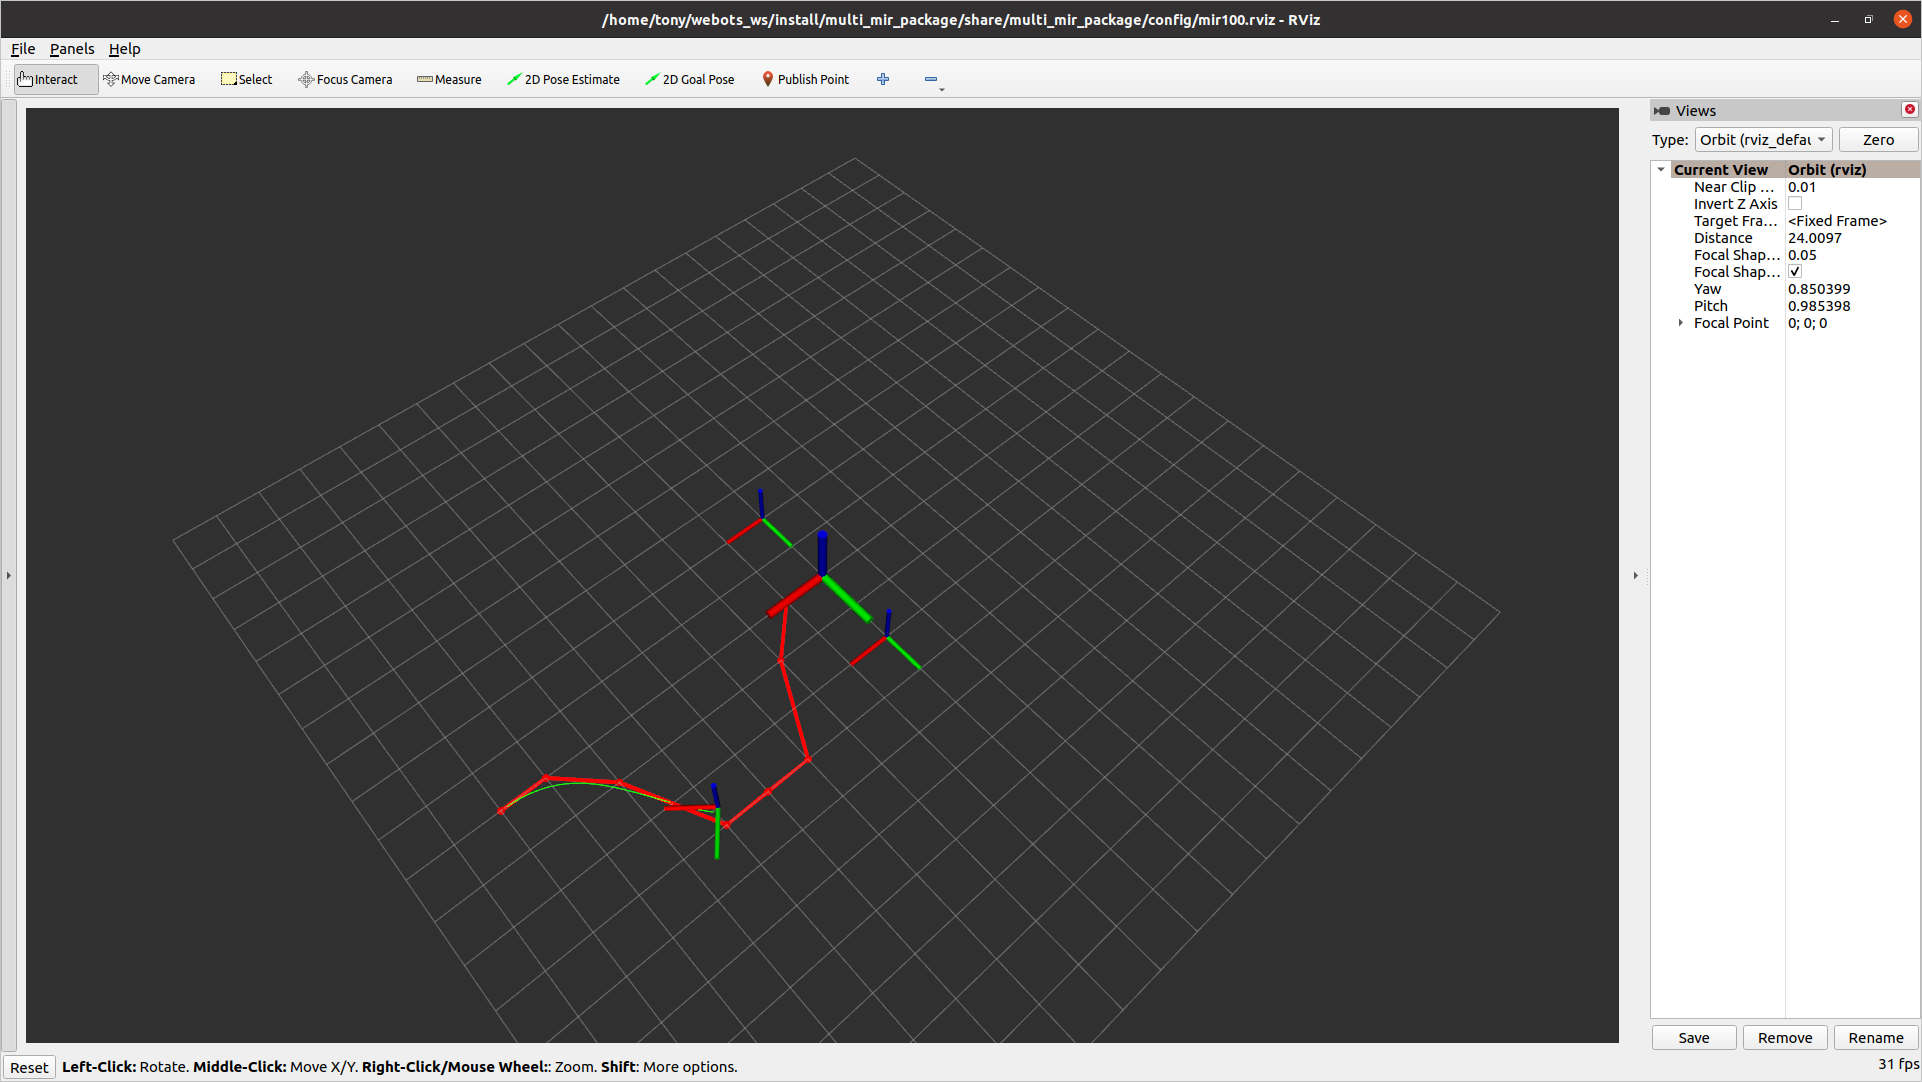 /home/tony/webots_ws/install/multi_mir_package/share/multi_mir_package/config/mir100.rviz - RViz
File Panels Help
Interact Move Camera Select Focus Camera Measure 2D Pose Estimate 2D Goal Pose Publish Point
Views
Type: Orbit (rviz_defau Zero
Current View Orbit (rviz)
Near Clip ... 0.01
Invert Z Axis
Target Fra... <Fixed Frame>
Distance 24.0097
Focal Shap... 0.05
Focal Shap...
Yaw 0.850399
Pitch 0.985398
Focal Point 0; 0; 0
Save Remove Rename
Reset Left-Click: Rotate. Middle-Click: Move X/Y. Right-Click/Mouse Wheel:: Zoom. Shift: More options. 31 fps